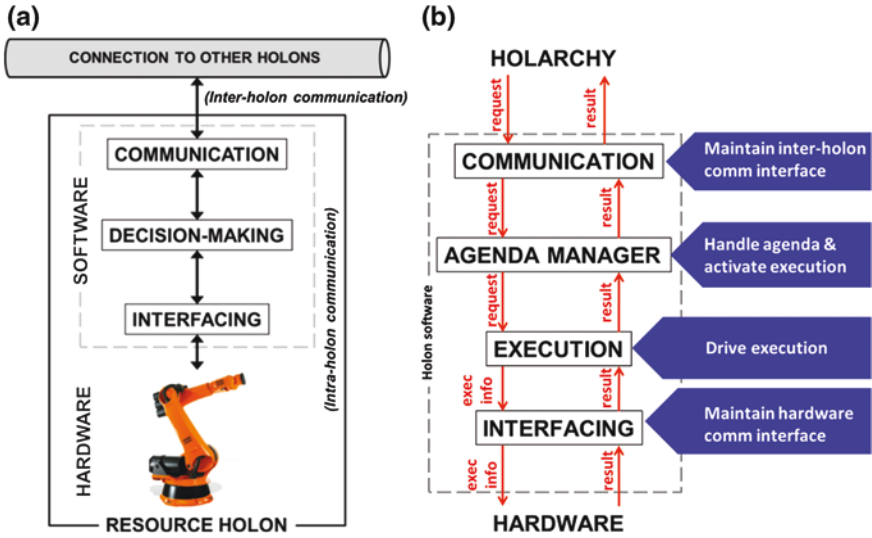 (a)
CONNECTION TO OTHER HOLONS
(Inter-holon communication)
COMMUNICATION
DECISION-MAKING
INTERFACING
SOFTWARE
HARDWARE
(Intra-holon communication)
RESOURCE HOLON
(b)
HOLARCHY
request
result
COMMUNICATION
Maintain inter-holon
comm interface
request
result
AGENDA MANAGER
Handle agenda &
activate execution
request
result
Holon software
EXECUTION
Drive execution
exec
info
result
INTERFACING
Maintain hardware
comm interface
exec
info
result
HARDWARE